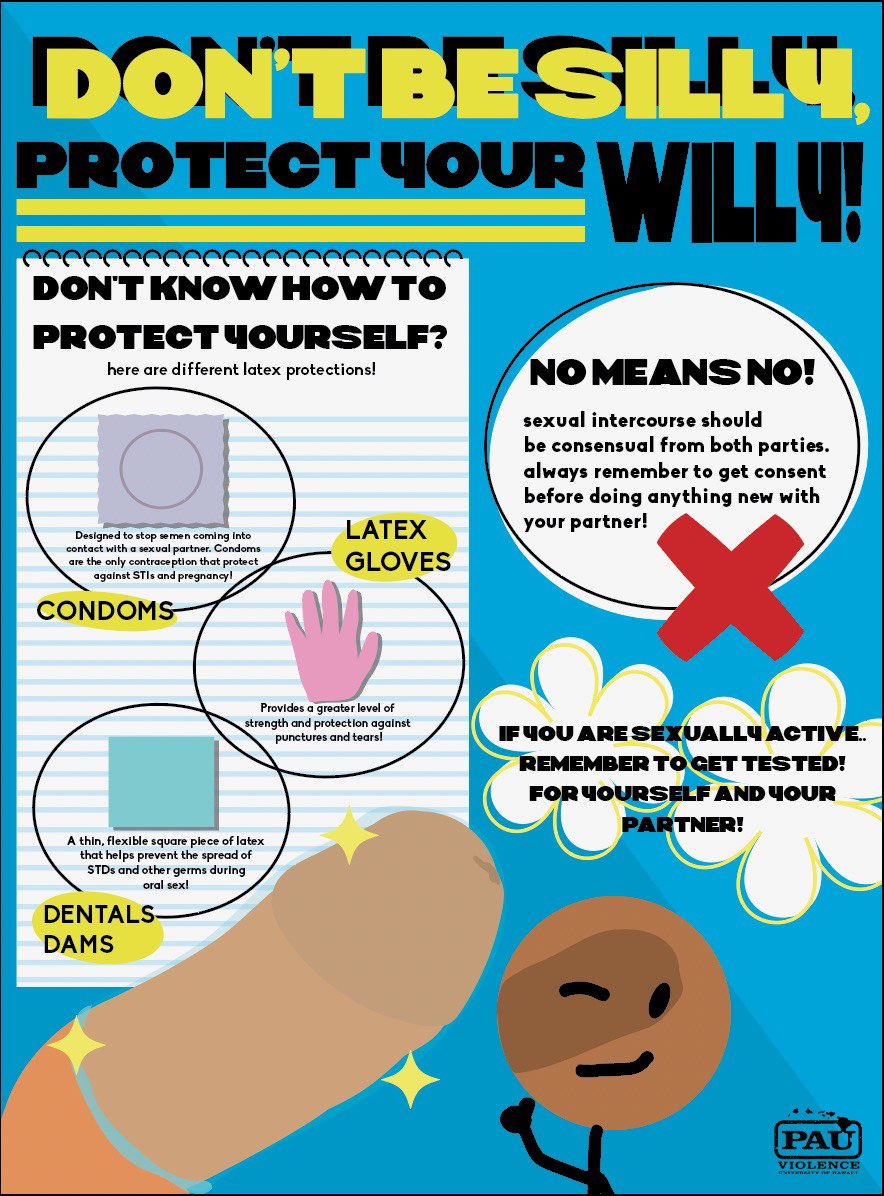 DON'T BE SILLY,
PROTECT YOUR WILLY!
DON'T KNOW HOW TO
PROTECT YOURSELF?
here are different latex protections!
Designed to stop semen coming into
contact with a sexual partner. Condoms
are the only contraception that protect
against STIs and pregnancy!
CONDOMS
LATEX
GLOVES
Provides a greater level of
strength and protection against
punctures and tears!
A thin, flexible square piece of latex
that helps prevent the spread of
STDs and other germs during
oral sex!
DENTALS
DAMS
NO MEANS NO!
sexual intercourse should
be consensual from both parties.
always remember to get consent
before doing anything new with
your partner!
IF YOU ARE SEXUALLY ACTIVE..
REMEMBER TO GET TESTED!
FOR YOURSELF AND YOUR
PARTNER!
PAU
VIOLENCE
UNIVERSITY OF HAWAI'I